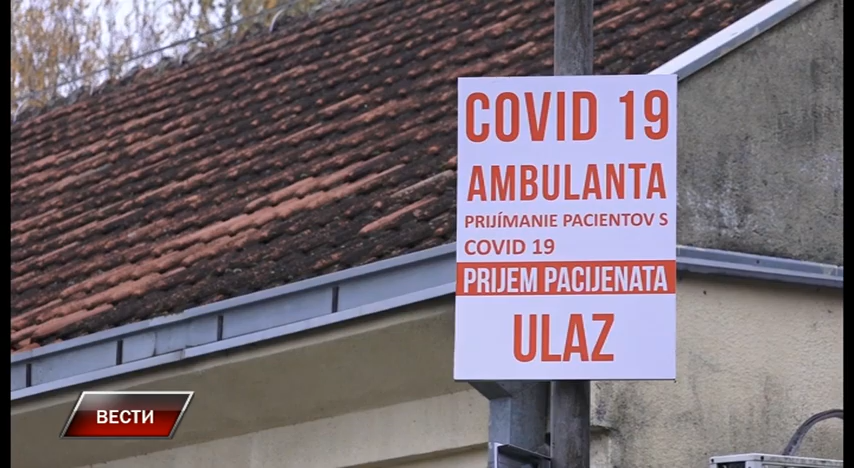 COVID 19
AMBULANTA
PRIJÍMANIE PACIENTOV S
COVID 19
PRIJEM PACIJENATA
ULAZ
ВЕСТИ